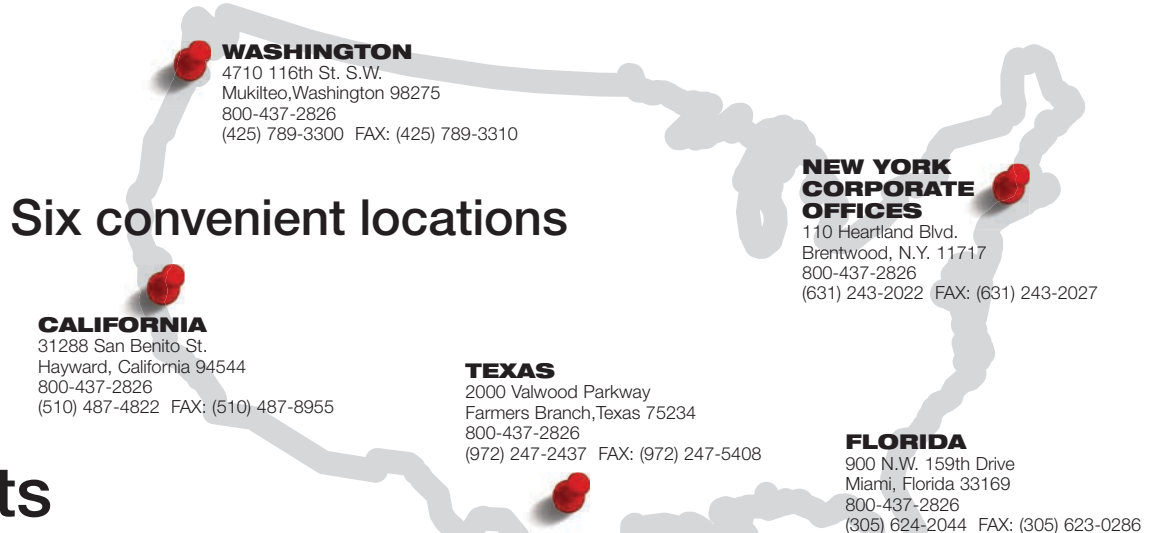 WASHINGTON
4710 116th St. S.W.
Mukilteo,Washington 98275
800-437-2826
(425) 789-3300 FAX: (425) 789-3310
NEW YORK
CORPORATE
OFFICES
110 Heartland Blvd.
Brentwood, N.Y. 11717
800-437-2826
(631) 243-2022 FAX: (631) 243-2027
Six convenient locations
CALIFORNIA
31288 San Benito St.
Hayward, California 94544
800-437-2826
(510) 487-4822 FAX: (510) 487-8955
TEXAS
2000 Valwood Parkway
Farmers Branch,Texas 75234
800-437-2826
(972) 247-2437 FAX: (972) 247-5408
FLORIDA
900 N.W. 159th Drive
Miami, Florida 33169
800-437-2826
(305) 624-2044 FAX: (305) 623-0286
ts